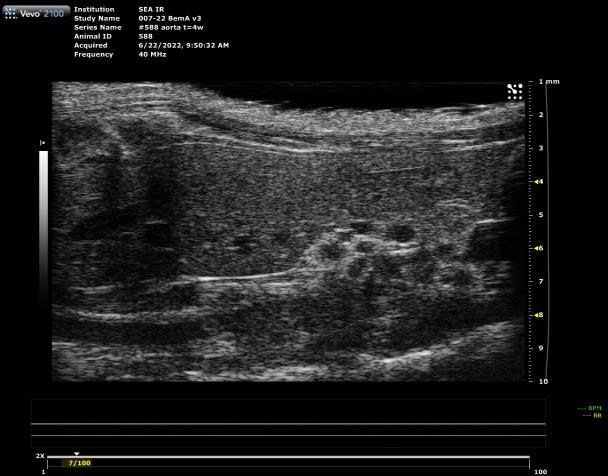 Vevo 2100
Institution SEA IR
Study Name 007-22 BemA v3
Series Name #588 aorta t=4w
Animal ID 588
Acquired 6/22/2022, 9:50:32 AM
Frequency 40 MHz
1 mm
2
3
4
5
6
7
8
9
10
--- BPM
--- RR
2X
7/100
1 100